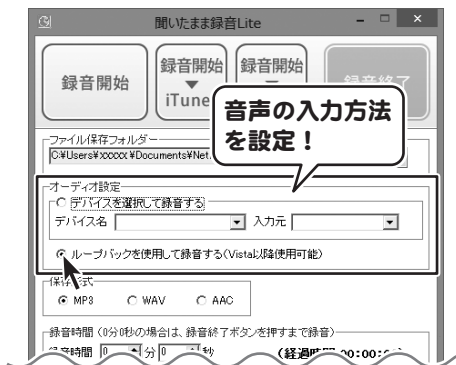 聞いたまま録音Lite
録音開始
録音開始
▼
iTune
録音開始
録音終了
音声の入力方法
を設定！
ファイル保存フォルダー
C:¥Users¥xxxxx¥Documents¥Net.
オーディオ設定
デバイスを選択して録音する
デバイス名 入力元
ループバックを使用して録音する(Vista以降使用可能)
保存形式
MP3 WAV AAC
録音時間（0分0秒の場合は、録音終了ボタンを押すまで録音）
録音時間 0 分 0 秒 (経過時間 00:00: